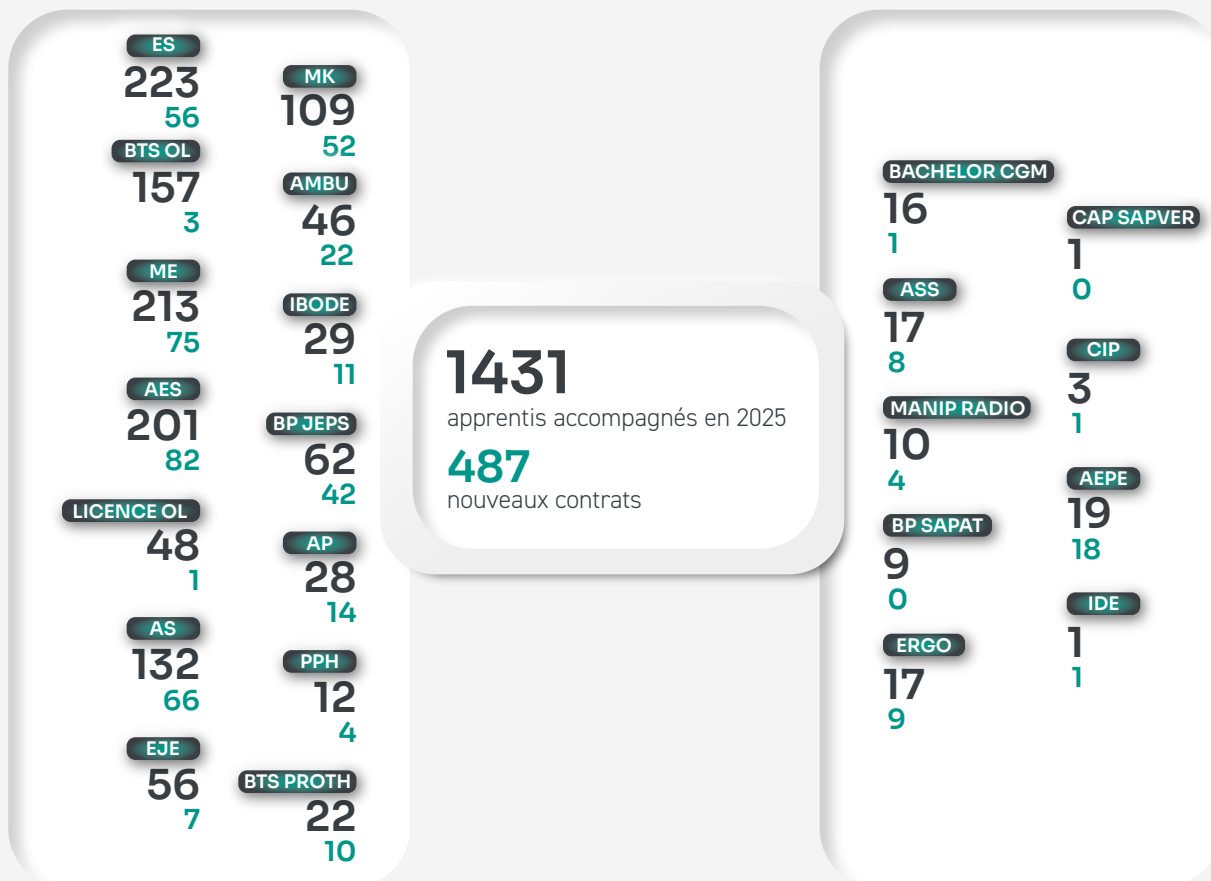 ES
223
56
BTS OL
157
3
ME
213
75
AES
201
82
LICENCE OL
48
1
AS
132
66
EJE
56
7
MK
109
52
AMBU
46
22
IBODE
29
11
BP JEPS
62
42
AP
28
14
PPH
12
4
BTS PROTH
22
10
1431
apprentis accompagnés en 2025
487
nouveaux contrats
BACHELOR CGM
16
1
ASS
17
8
MANIP RADIO
10
4
BP SAPAT
9
0
ERGO
17
9
CAP SAPVER
1
0
CIP
3
1
AEPE
19
18
IDE
1
1